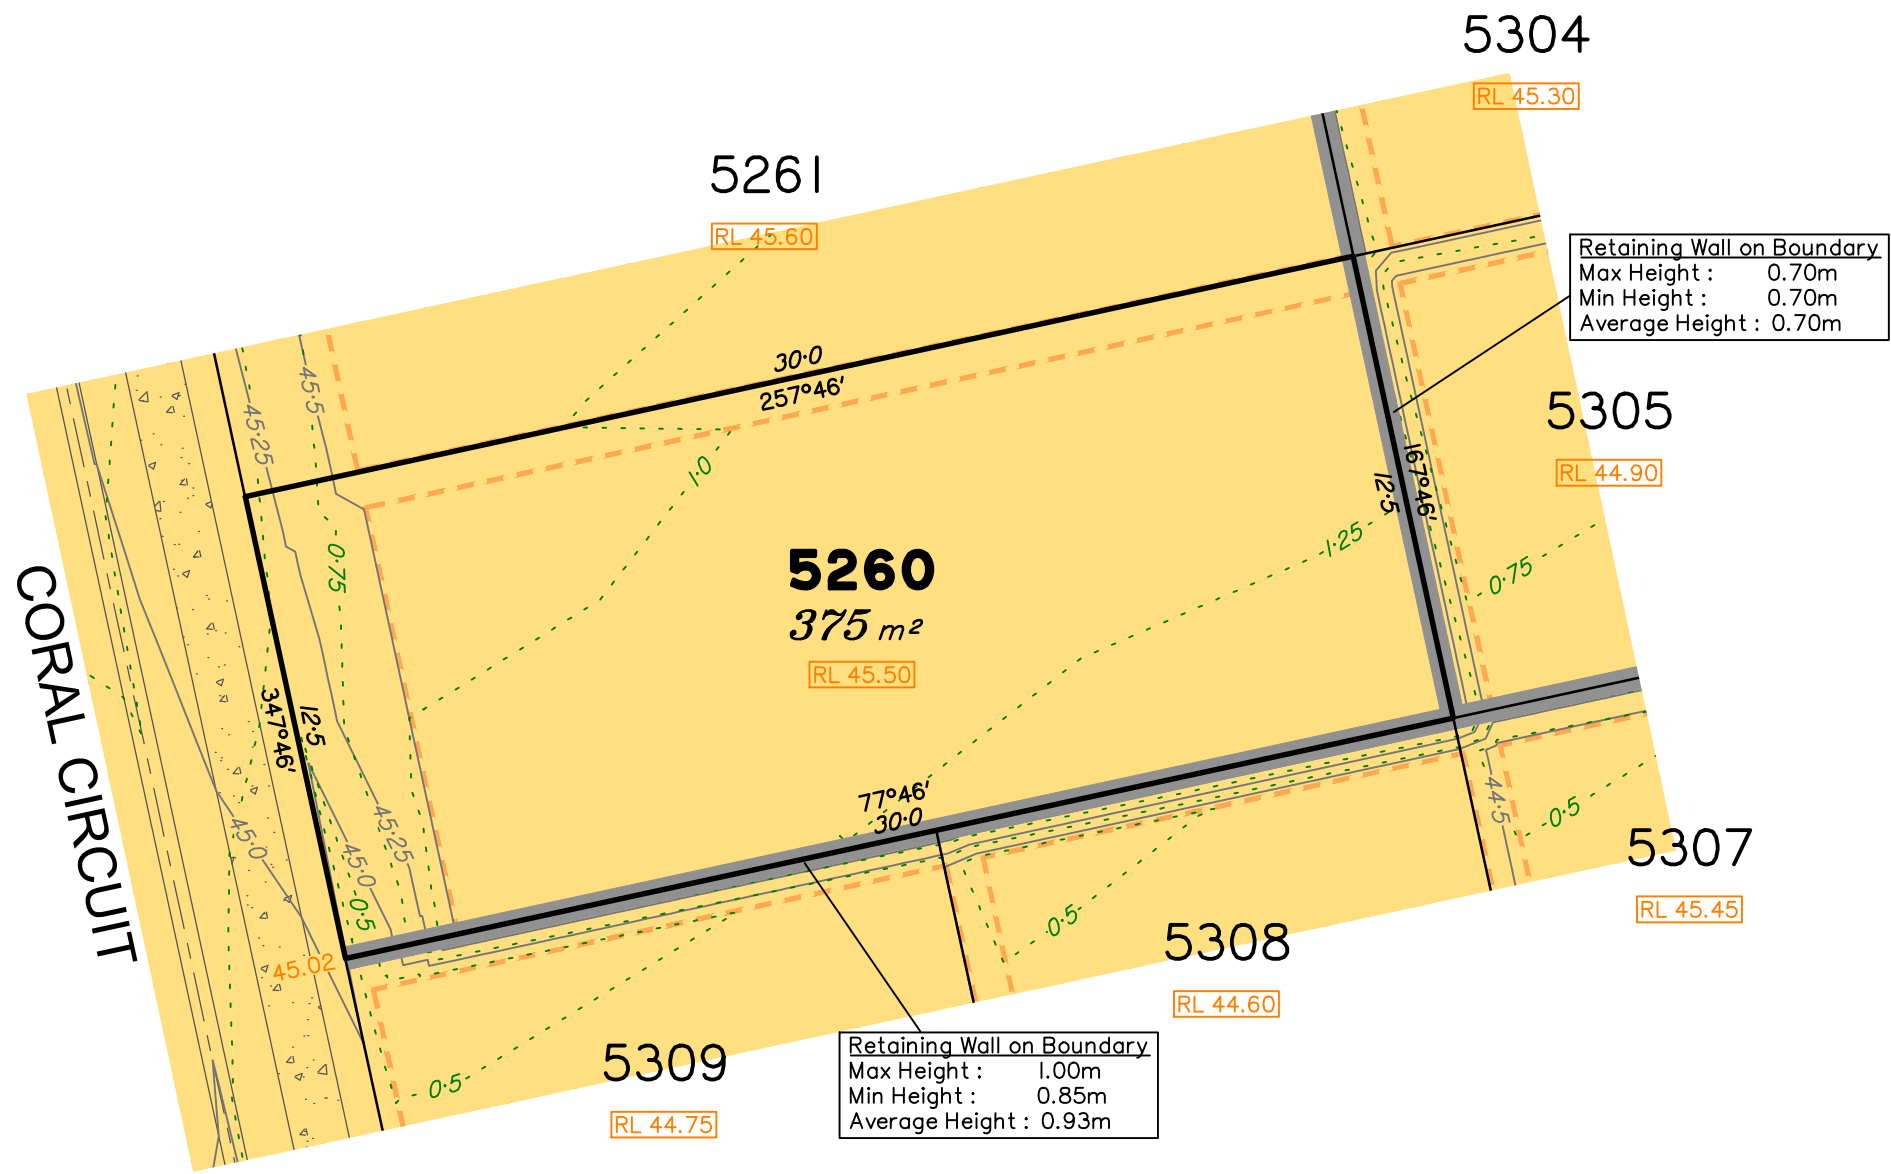 5304
RL 45.30
5261
RL 45.60
Retaining Wall on Boundary
Max Height : 0.70m
Min Height : 0.70m
Average Height : 0.70m
30·0
257°46'
45·5
45·25
5305
RL 44.90
167°46'
12·5
1·0
0·75
1·25
0·75
5260
375 m²
RL 45.50
CORAL CIRCUIT
347°46'
12·5
77°46'
30·0
45·0
45·0
45·25
0·5
45.02
44·5
0·5
5307
RL 45.45
0·5
5308
RL 44.60
5309
RL 44.75
0·5
Retaining Wall on Boundary
Max Height : 1.00m
Min Height : 0.85m
Average Height : 0.93m